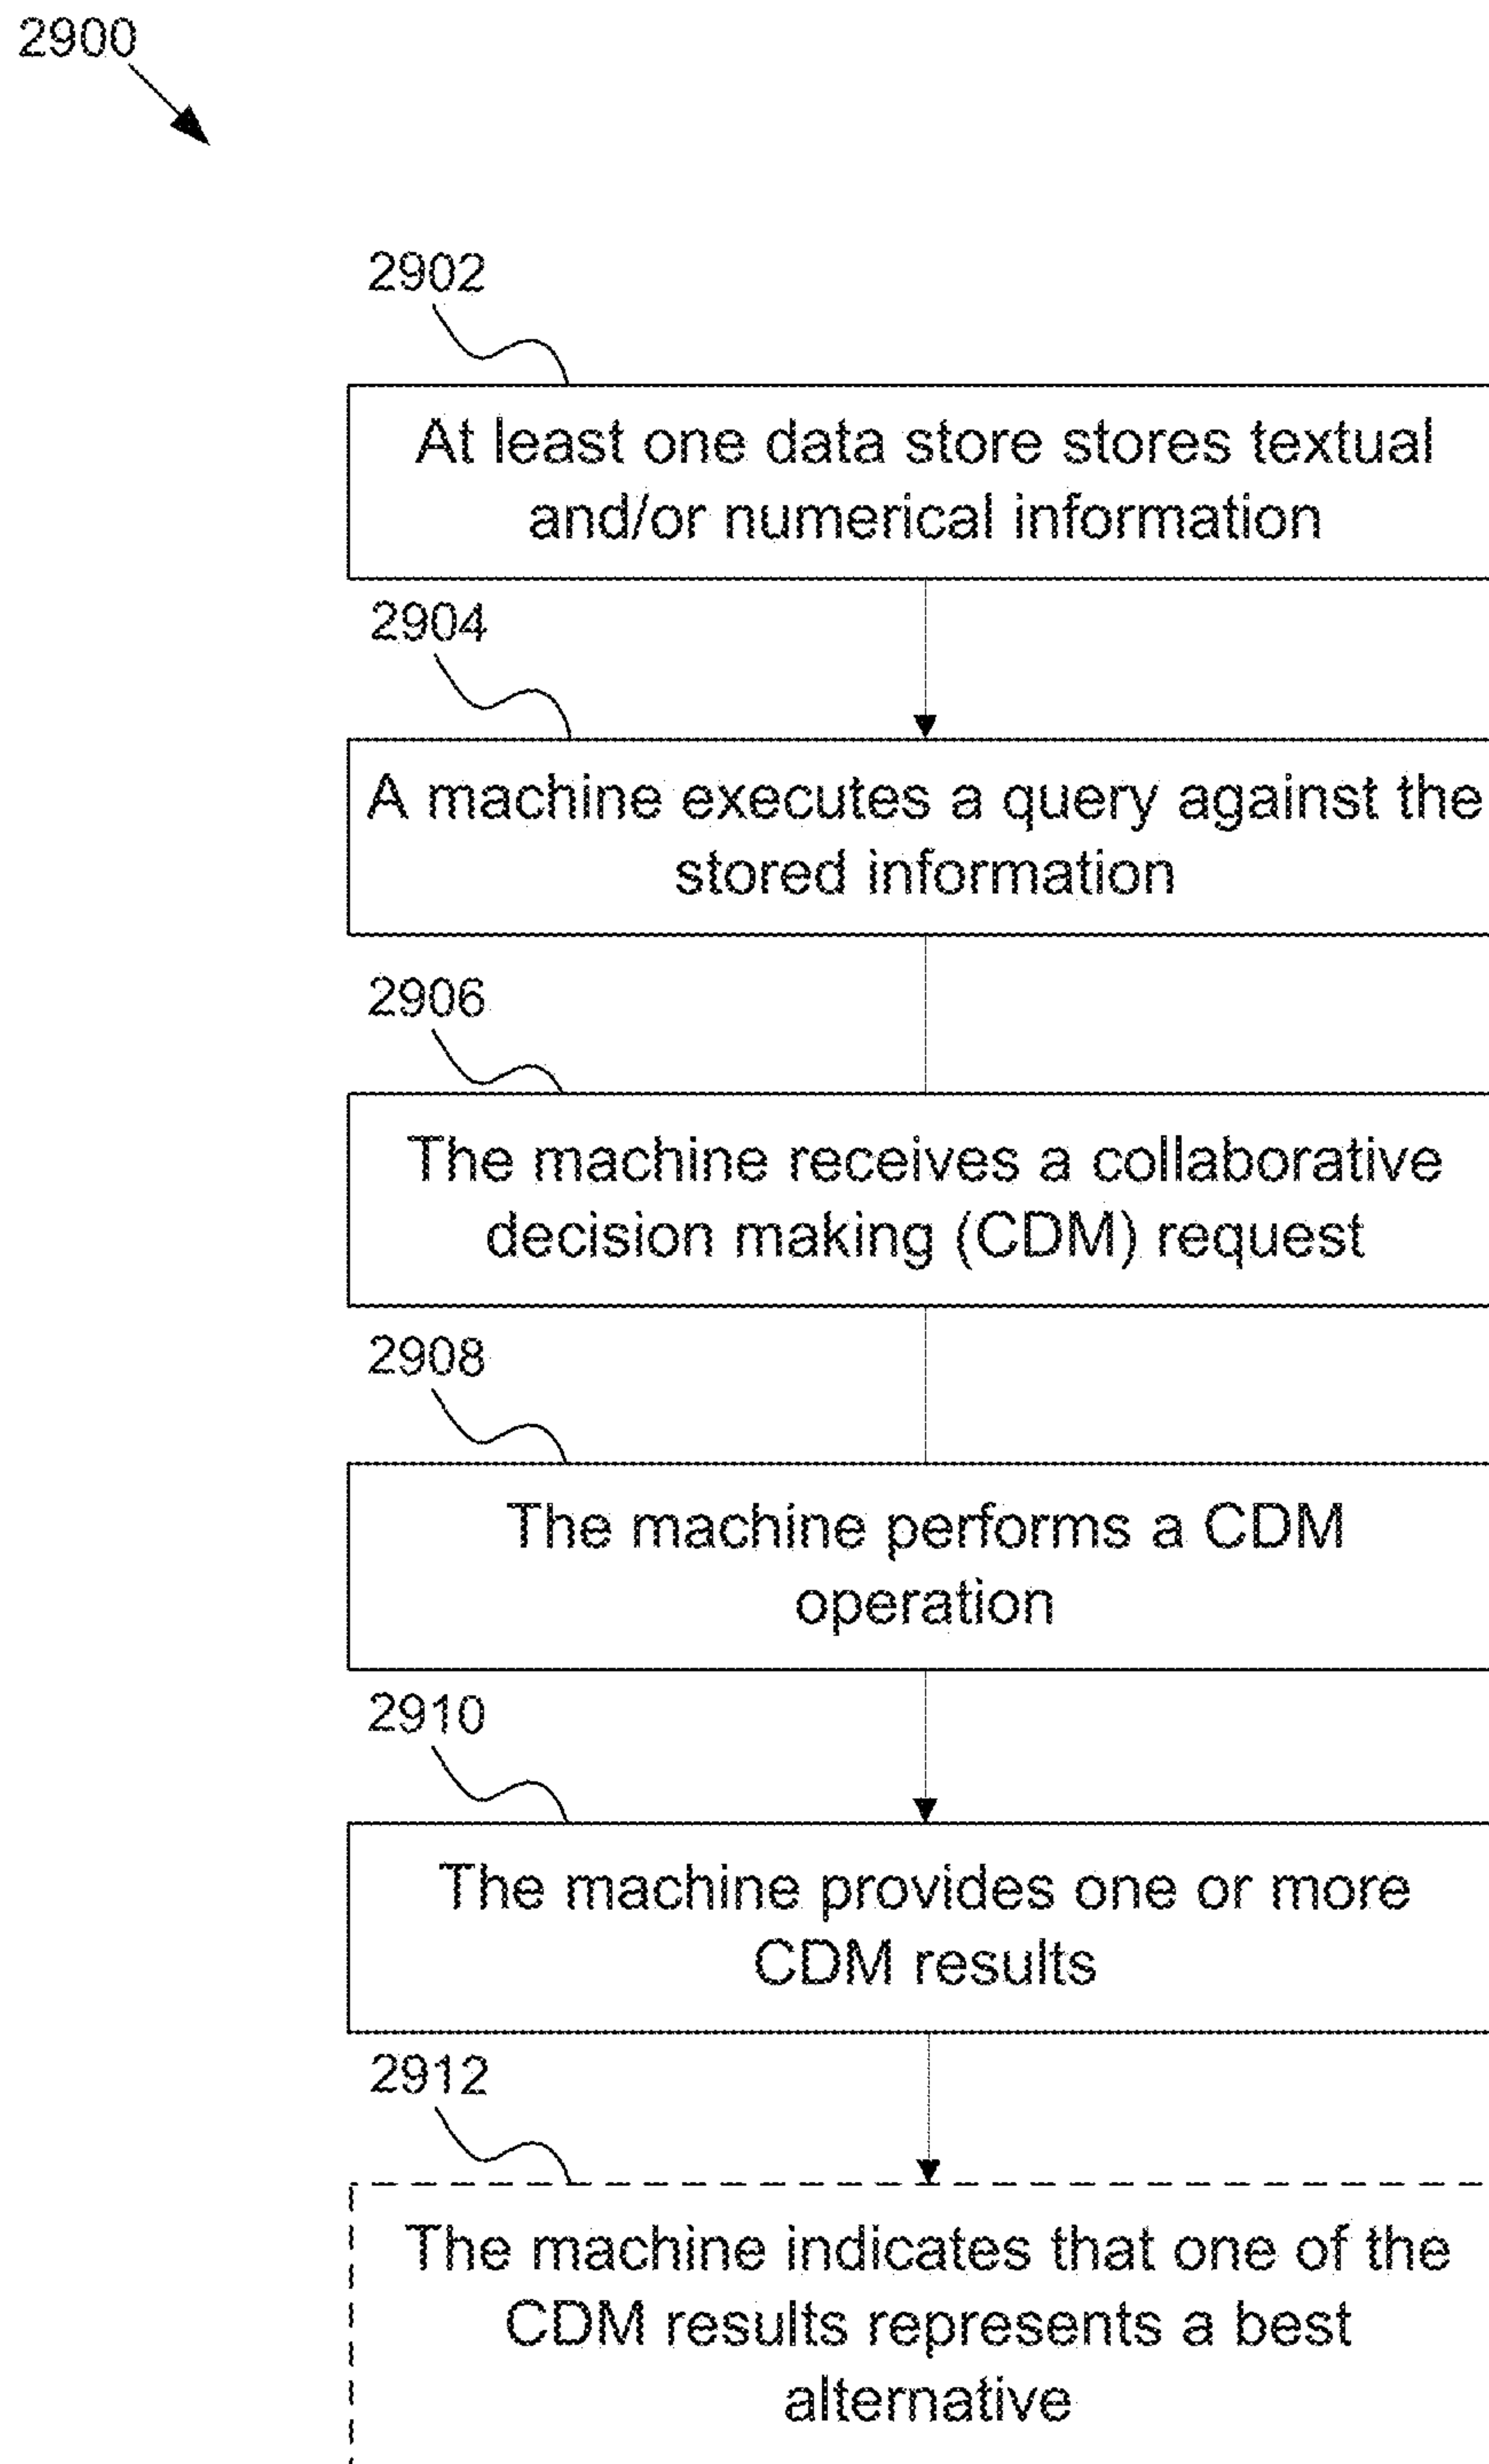 2900
2902
At least one data store stores textual
and/or numerical information
2904
A machine executes a query against the
stored information
2906
The machine receives a collaborative
decision making (CDM) request
2908
The machine performs a CDM
operation
2910
The machine provides one or more
CDM results
2912
The machine indicates that one of the
CDM results represents a best
alternative